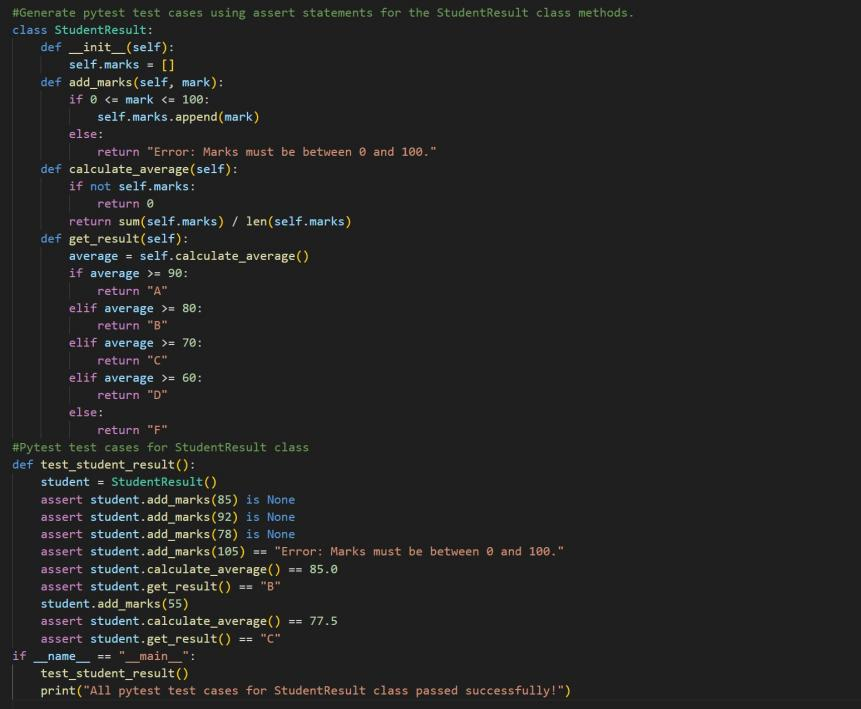 #Generate pytest test cases using assert statements for the StudentResult class methods.
class StudentResult:
    def __init__(self):
        self.marks = []
    def add_marks(self, mark):
        if 0 <= mark <= 100:
            self.marks.append(mark)
        else:
            return "Error: Marks must be between 0 and 100."
    def calculate_average(self):
        if not self.marks:
            return 0
        return sum(self.marks) / len(self.marks)
    def get_result(self):
        average = self.calculate_average()
        if average >= 90:
            return "A"
        elif average >= 80:
            return "B"
        elif average >= 70:
            return "C"
        elif average >= 60:
            return "D"
        else:
            return "F"
#Pytest test cases for StudentResult class
def test_student_result():
    student = StudentResult()
    assert student.add_marks(85) is None
    assert student.add_marks(92) is None
    assert student.add_marks(78) is None
    assert student.add_marks(105) == "Error: Marks must be between 0 and 100."
    assert student.calculate_average() == 85.0
    assert student.get_result() == "B"
    student.add_marks(55)
    assert student.calculate_average() == 77.5
    assert student.get_result() == "C"
if __name__ == "__main__":
    test_student_result()
    print("All pytest test cases for StudentResult class passed successfully!")